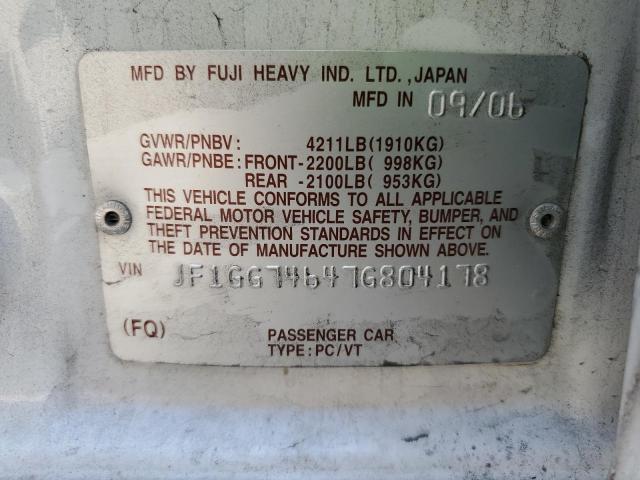 MFD BY FUJI HEAVY IND. LTD., JAPAN
MFD IN 09/06
GVWR/PNBV: 4211LB(1910KG)
GAWR/PNBE: FRONT-2200LB( 998KG)
REAR -2100LB( 953KG)
THIS VEHICLE CONFORMS TO ALL APPLICABLE
FEDERAL MOTOR VEHICLE SAFETY, BUMPER, AND
THEFT PREVENTION STANDARDS IN EFFECT ON
THE DATE OF MANUFACTURE SHOWN ABOVE.
VIN JF1GG74647G804178
(FQ) PASSENGER CAR
TYPE: PC/VT